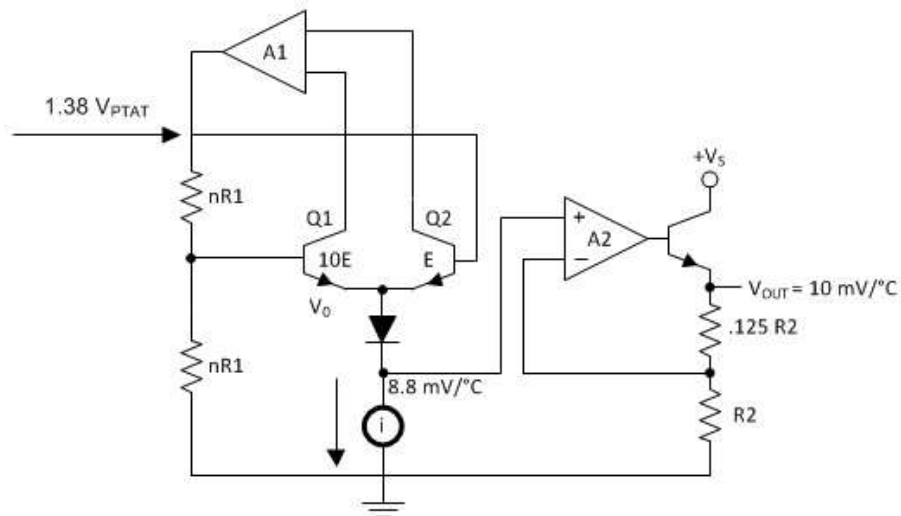 A1
1.38 VPTAT
nR1
+VS
Q1
Q2
+
A2
−
10E
E
V0
VOUT = 10 mV/°C
.125 R2
nR1
8.8 mV/°C
R2
i